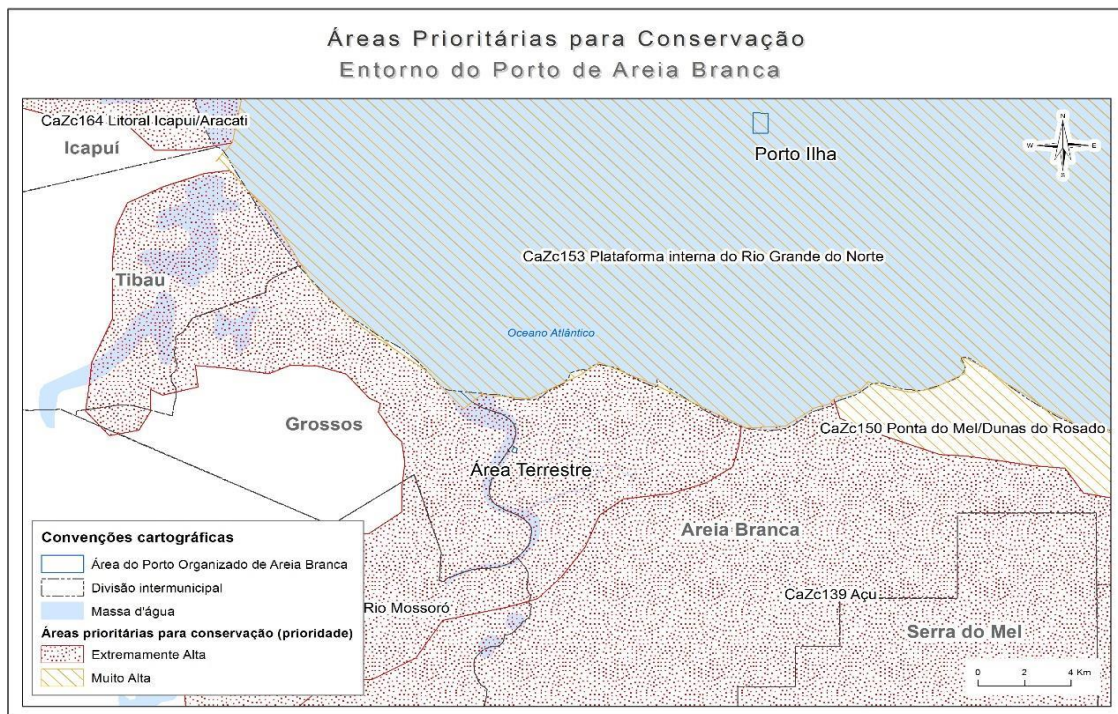 Áreas Prioritárias para Conservação
Entorno do Porto de Areia Branca
CaZc164 Litoral Icapuí/Aracati
Icapuí
Porto Ilha
N
W
E
S
CaZc153 Plataforma interna do Rio Grande do Norte
Tibau
Oceano Atlântico
Grossos
CaZc150 Ponta do Mel/Dunas do Rosado
Área Terrestre
Areia Branca
CaZc139 Açu
Rio Mossoró
Serra do Mel
Convenções cartográficas
Área do Porto Organizado de Areia Branca
Divisão intermunicipal
Massa d'água
Áreas prioritárias para conservação (prioridade)
Extremamente Alta
Muito Alta
0 2 4 Km